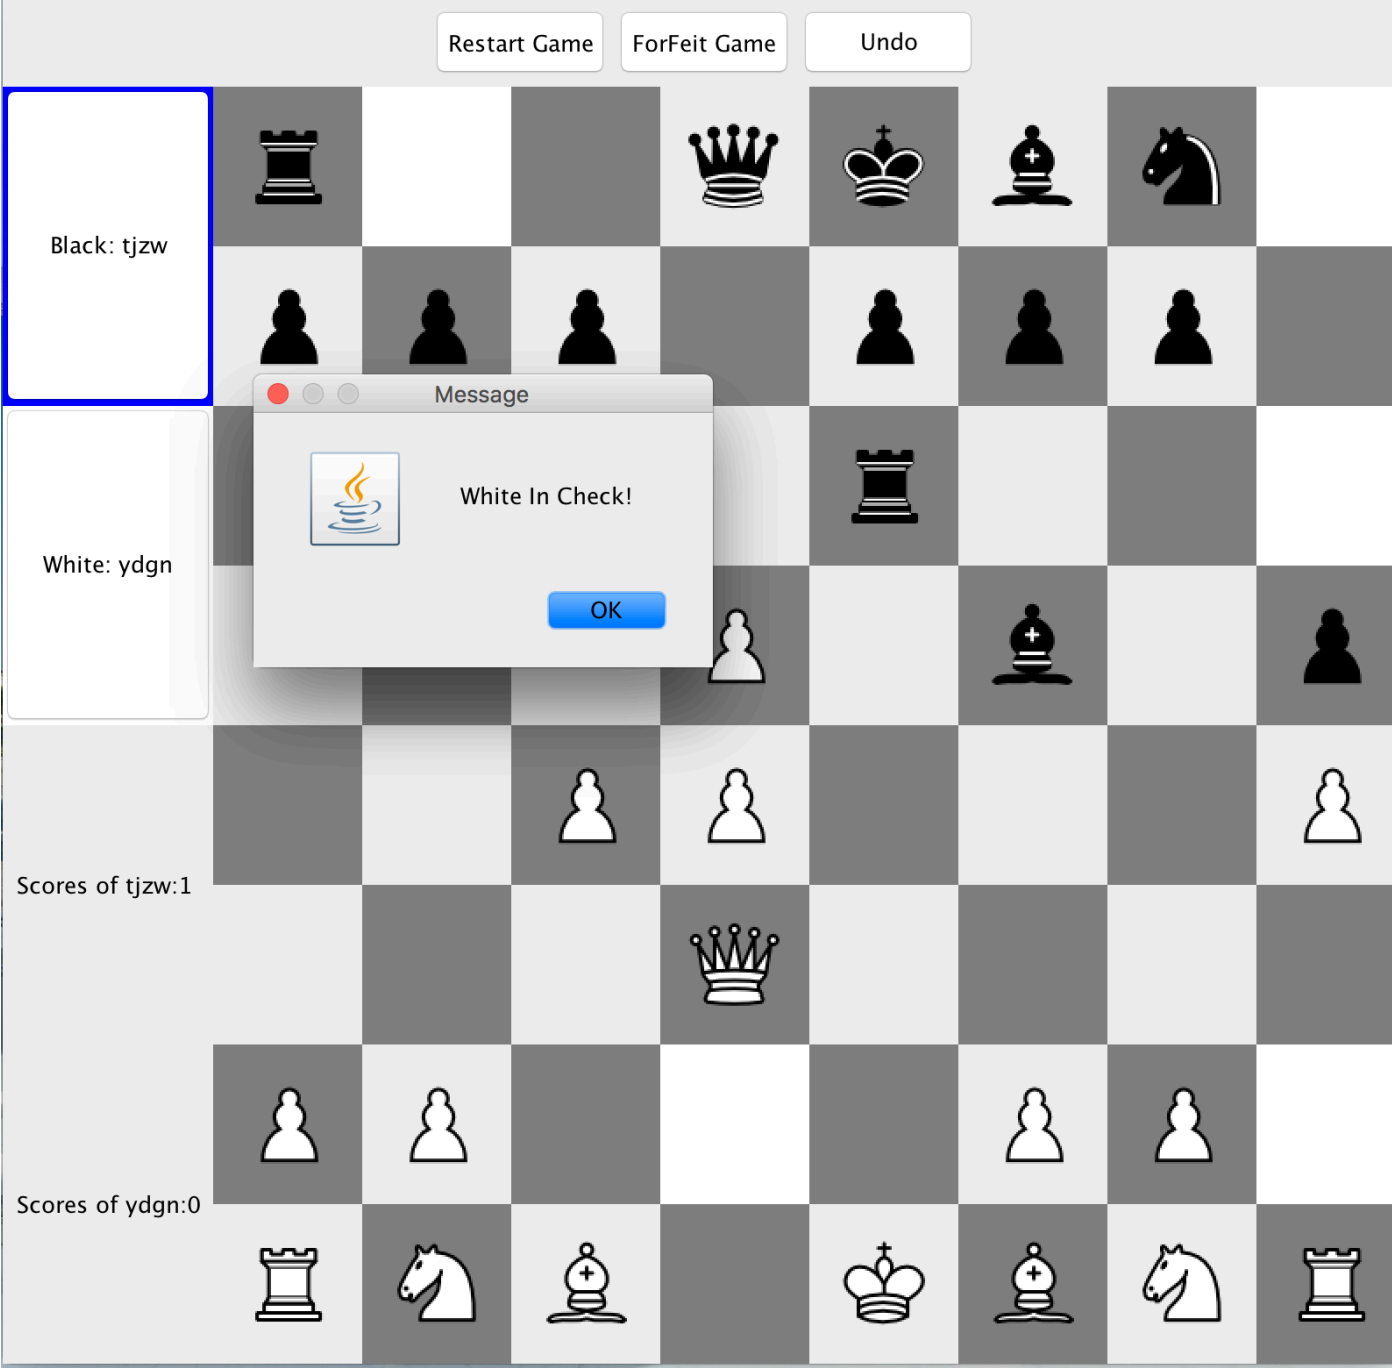 Restart Game
ForFeit Game
Undo
Black: tjzw
Message
White In Check!
White: ydgn
OK
Scores of tjzw:1
Scores of ydgn:0